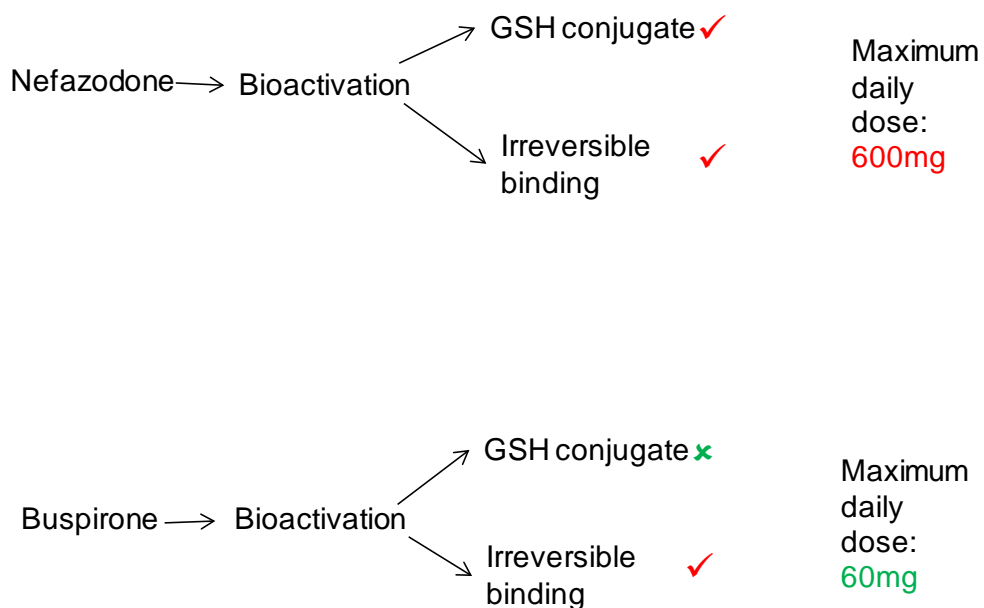 GSH conjugate ✓
Nefazodone
Bioactivation
Irreversible
binding ✓
Maximum
daily
dose:
600mg
GSH conjugate ×
Buspirone
Bioactivation
Irreversible
binding ✓
Maximum
daily
dose:
60mg